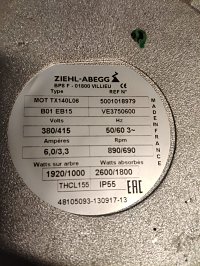 ZIEHL-ABEGG
BP8 F - 01800 VILLIEU
Type REF N°
MOT TX140L06 5001018979
B01 EB15 VE3750600
Volts Hz
380/415 50/60 3~
Ampères Rpm
6,0/3,3 890/690
Watts sur arbre Watts absorbés
1920/1000 2600/1800
THCL155 IP55 EAC
48105093-130917-13
MADE IN FRANCE